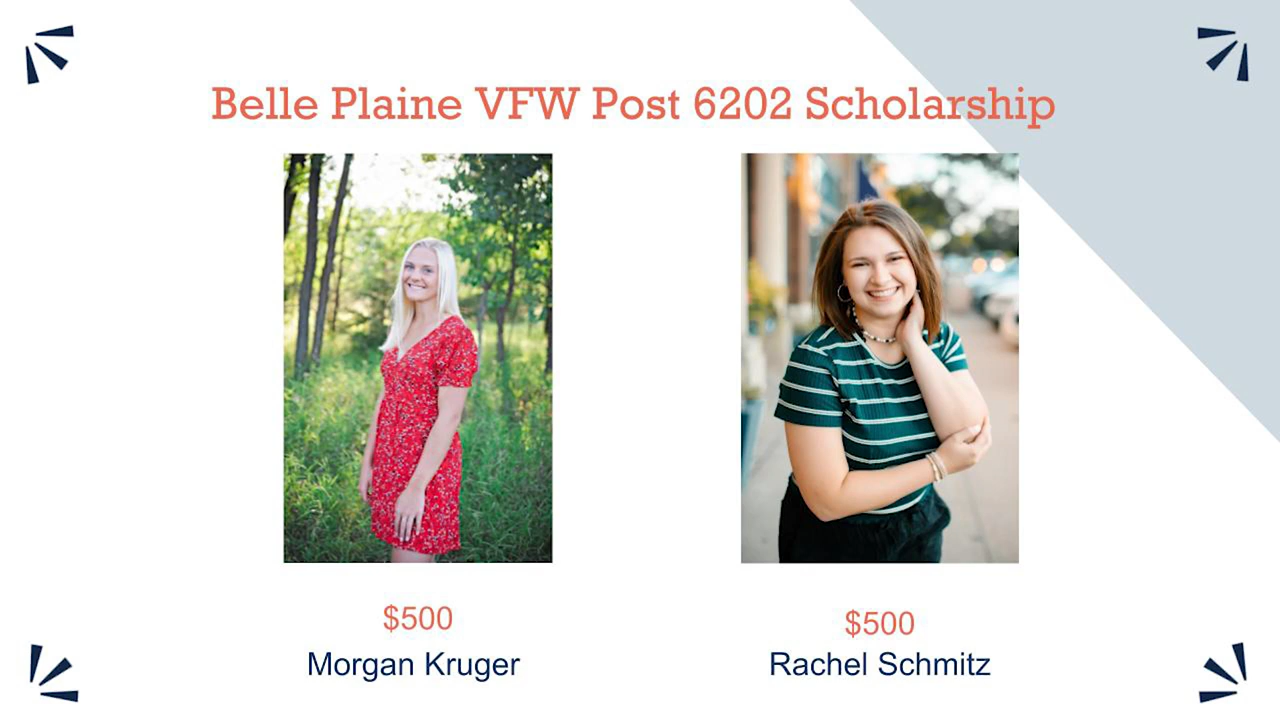 Belle Plaine VFW Post 6202 Scholarship
$500
Morgan Kruger
$500
Rachel Schmitz